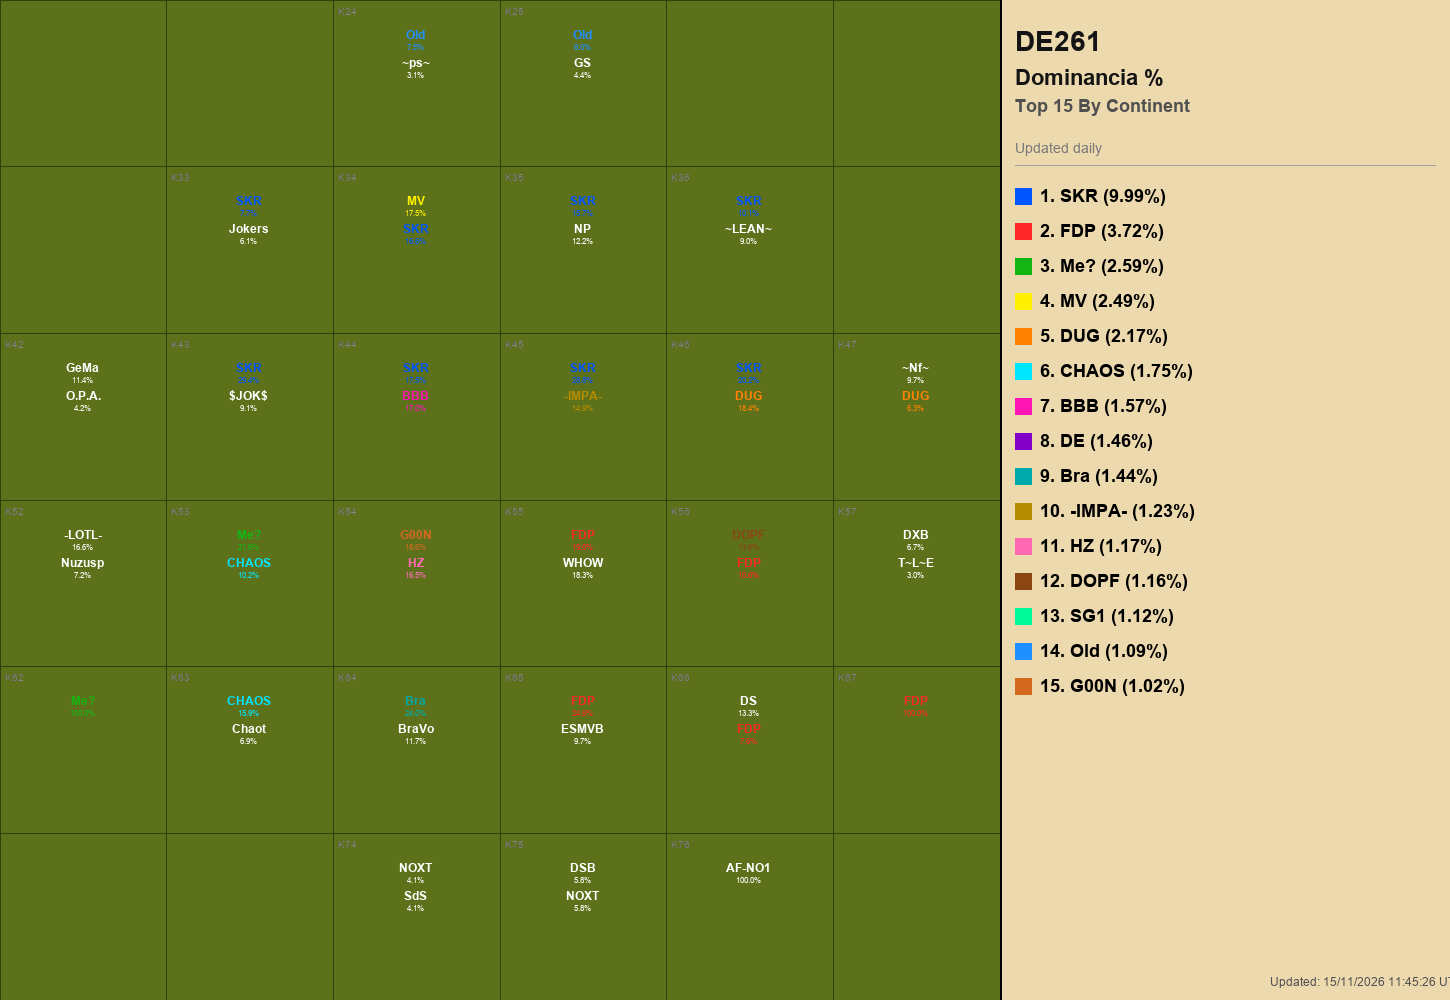 K24
Old
7.5%
~ps~
3.1%
K25
Old
GS
4.4%
K33
SKR
7.7%
Jokers
6.1%
K34
MV
17.5%
SKR
K35
SKR
NP
12.2%
K36
SKR
~LEAN~
9.0%
K42
GeMa
11.4%
O.P.A.
4.2%
K43
SKR
$JOK$
9.1%
K44
SKR
BBB
K45
SKR
-IMPA-
14.9%
K46
SKR
DUG
18.4%
K47
~Nf~
9.7%
DUG
6.3%
K52
-LOTL-
16.6%
Nuzusp
7.2%
K53
Me?
CHAOS
10.2%
K54
G00N
18.6%
HZ
16.5%
K55
FDP
WHOW
18.3%
K56
DOPF
FDP
K57
DXB
6.7%
T~L~E
3.0%
K62
Me?
100.0%
K63
CHAOS
15.9%
Chaot
6.9%
K64
Bra
BraVo
11.7%
K65
FDP
ESMVB
9.7%
K66
DS
13.3%
FDP
K67
FDP
K74
NOXT
4.1%
SdS
4.1%
K75
DSB
5.8%
NOXT
5.8%
K76
AF-NO1
100.0%
DE261
Dominancia %
Top 15 By Continent
Updated daily
1. SKR (9.99%)
2. FDP (3.72%)
3. Me? (2.59%)
4. MV (2.49%)
5. DUG (2.17%)
6. CHAOS (1.75%)
7. BBB (1.57%)
8. DE (1.46%)
9. Bra (1.44%)
10. -IMPA- (1.23%)
11. HZ (1.17%)
12. DOPF (1.16%)
13. SG1 (1.12%)
14. Old (1.09%)
15. G00N (1.02%)
Updated: 15/11/2026 11:45:26